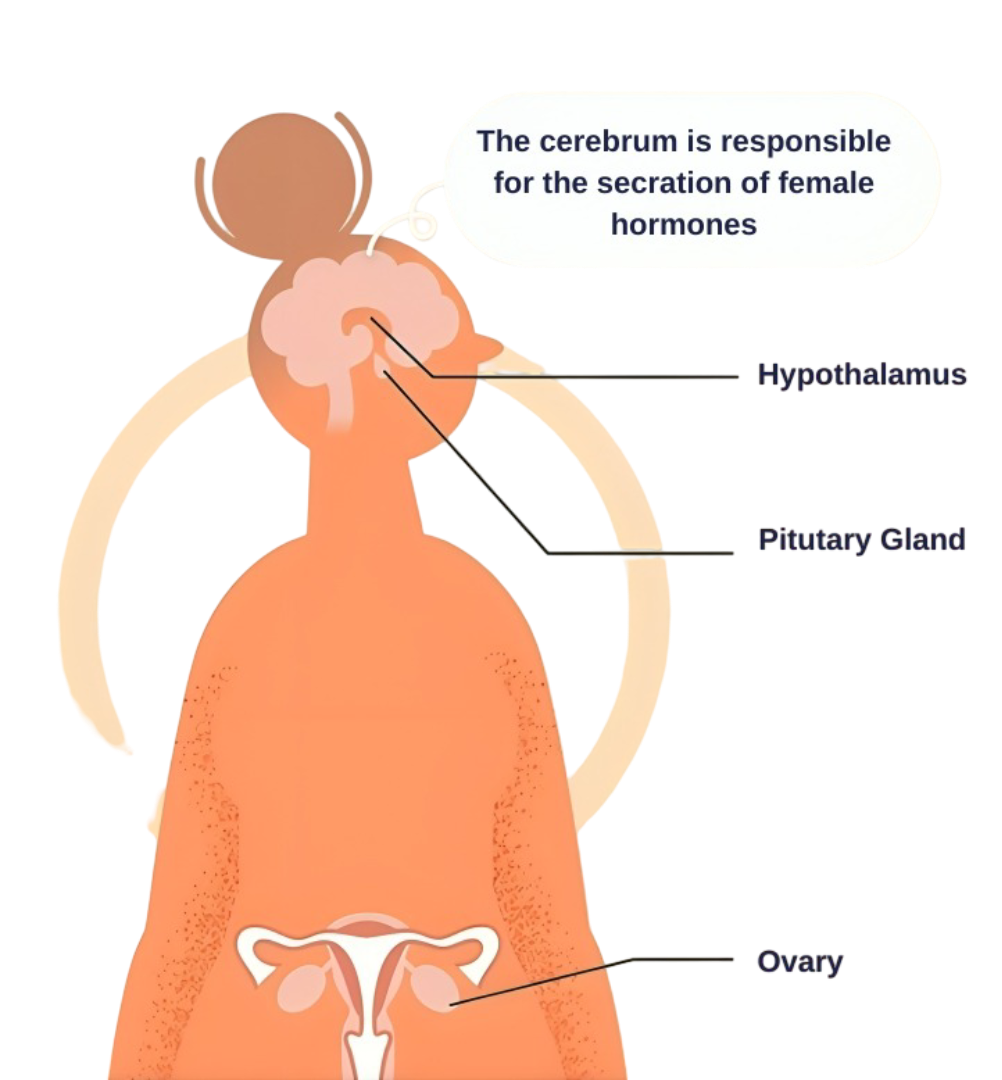 The cerebrum is responsible
for the secration of female
hormones
Hypothalamus
Pitutary Gland
Ovary